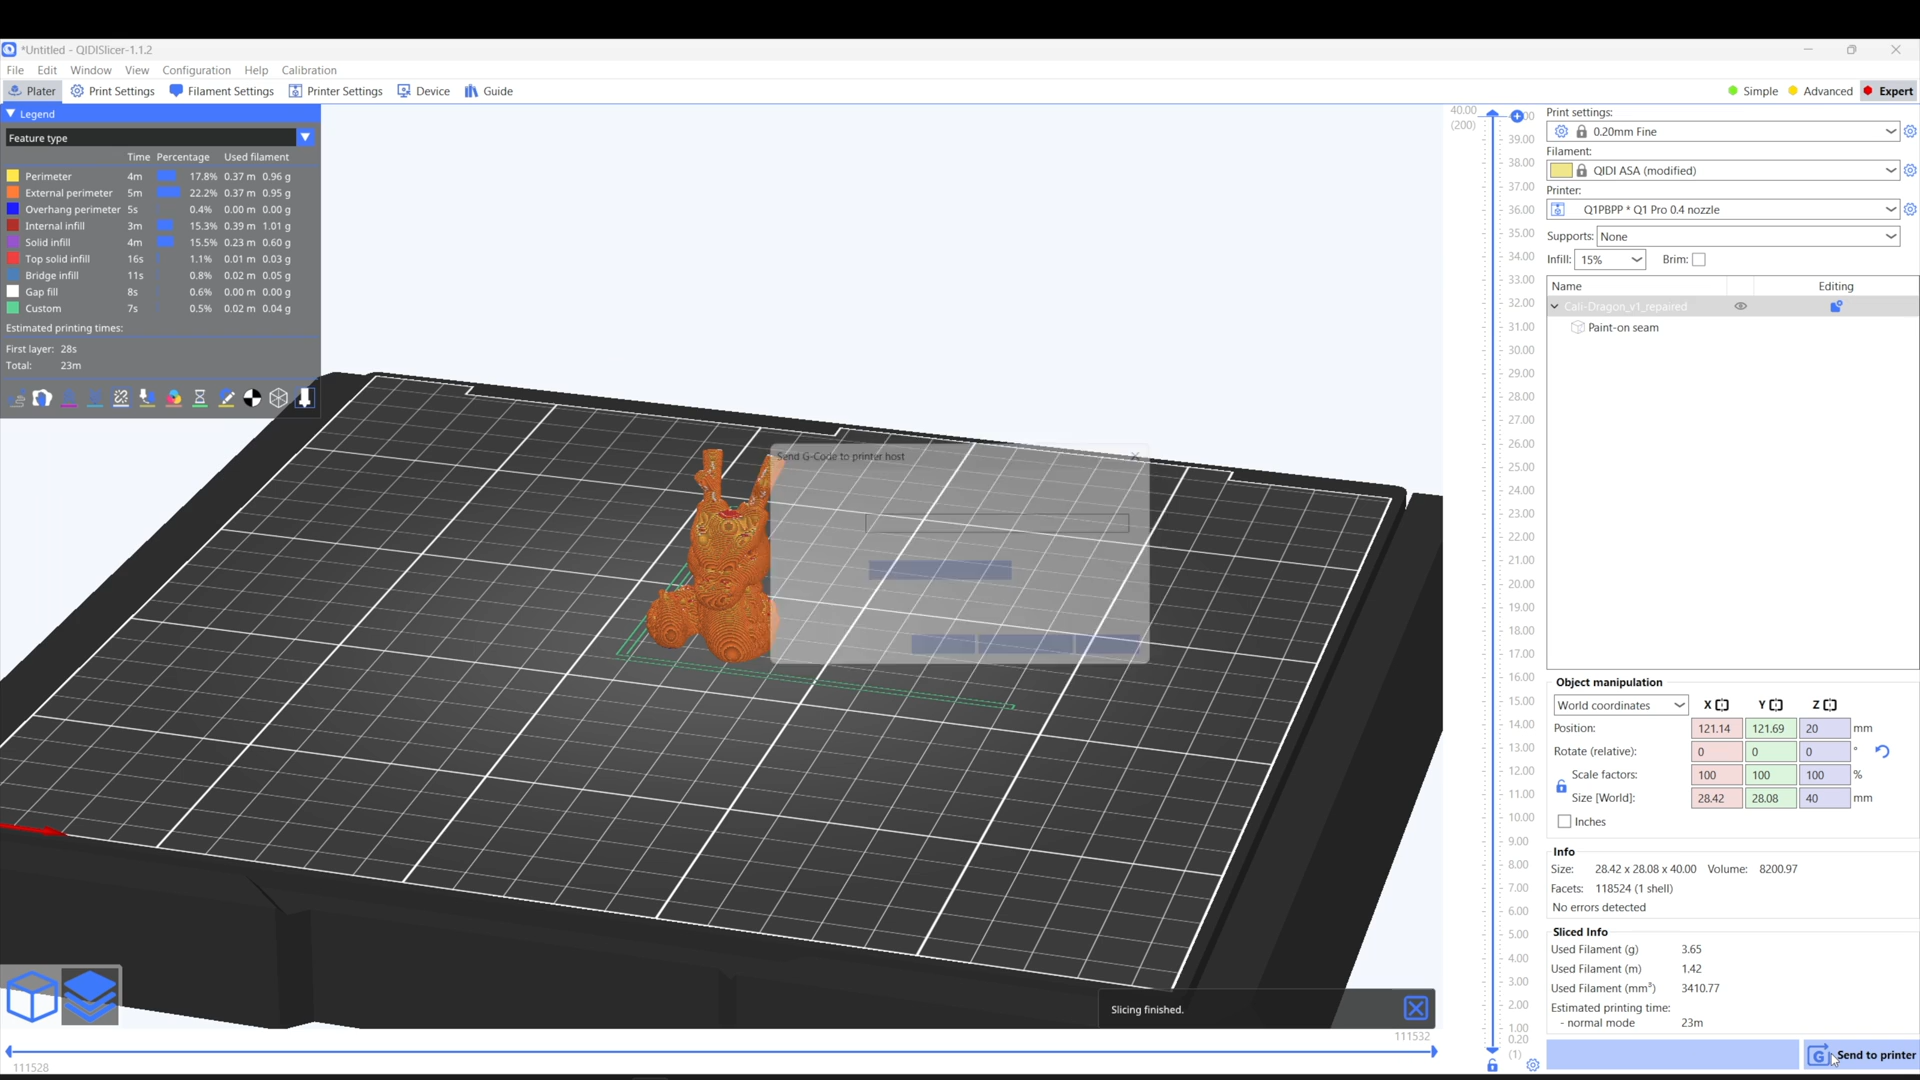 *Untitled - QIDISlicer-1.1.2
File Edit Window View Configuration Help Calibration
Plater Print Settings Filament Settings Printer Settings Device Guide
Simple Advanced Expert
Legend
Feature type
Time Percentage Used filament
Perimeter 4m 17.8% 0.37 m 0.96 g
External perimeter 5m 22.2% 0.37 m 0.95 g
Overhang perimeter 5s 0.4% 0.00 m 0.00 g
Internal infill 3m 15.3% 0.39 m 1.01 g
Solid infill 4m 15.5% 0.23 m 0.60 g
Top solid infill 16s 1.1% 0.01 m 0.03 g
Bridge infill 11s 0.8% 0.02 m 0.05 g
Gap fill 8s 0.6% 0.00 m 0.00 g
Custom 7s 0.5% 0.02 m 0.04 g
Estimated printing times:
First layer: 28s
Total: 23m
Send G-Code to printer host
Slicing finished.
111532
111528
40.00
(200)
39.00
38.00
37.00
36.00
35.00
34.00
33.00
32.00
31.00
30.00
29.00
28.00
27.00
26.00
25.00
24.00
23.00
22.00
21.00
20.00
19.00
18.00
17.00
16.00
15.00
14.00
13.00
12.00
11.00
10.00
9.00
8.00
7.00
6.00
5.00
4.00
3.00
2.00
1.00
0.20
(1)
Print settings:
0.20mm Fine
Filament:
QIDI ASA (modified)
Printer:
Q1PBPP * Q1 Pro 0.4 nozzle
Supports: None
Infill: 15% Brim:
Name Editing
Cali-Dragon_v1_repaired
Paint-on seam
Object manipulation
World coordinates X Y Z
Position: 121.14 121.69 20 mm
Rotate (relative): 0 0 0 °
Scale factors: 100 100 100 %
Size [World]: 28.42 28.08 40 mm
Inches
Info
Size: 28.42 x 28.08 x 40.00 Volume: 8200.97
Facets: 118524 (1 shell)
No errors detected
Sliced Info
Used Filament (g) 3.65
Used Filament (m) 1.42
Used Filament (mm³) 3410.77
Estimated printing time:
- normal mode 23m
G Send to printer